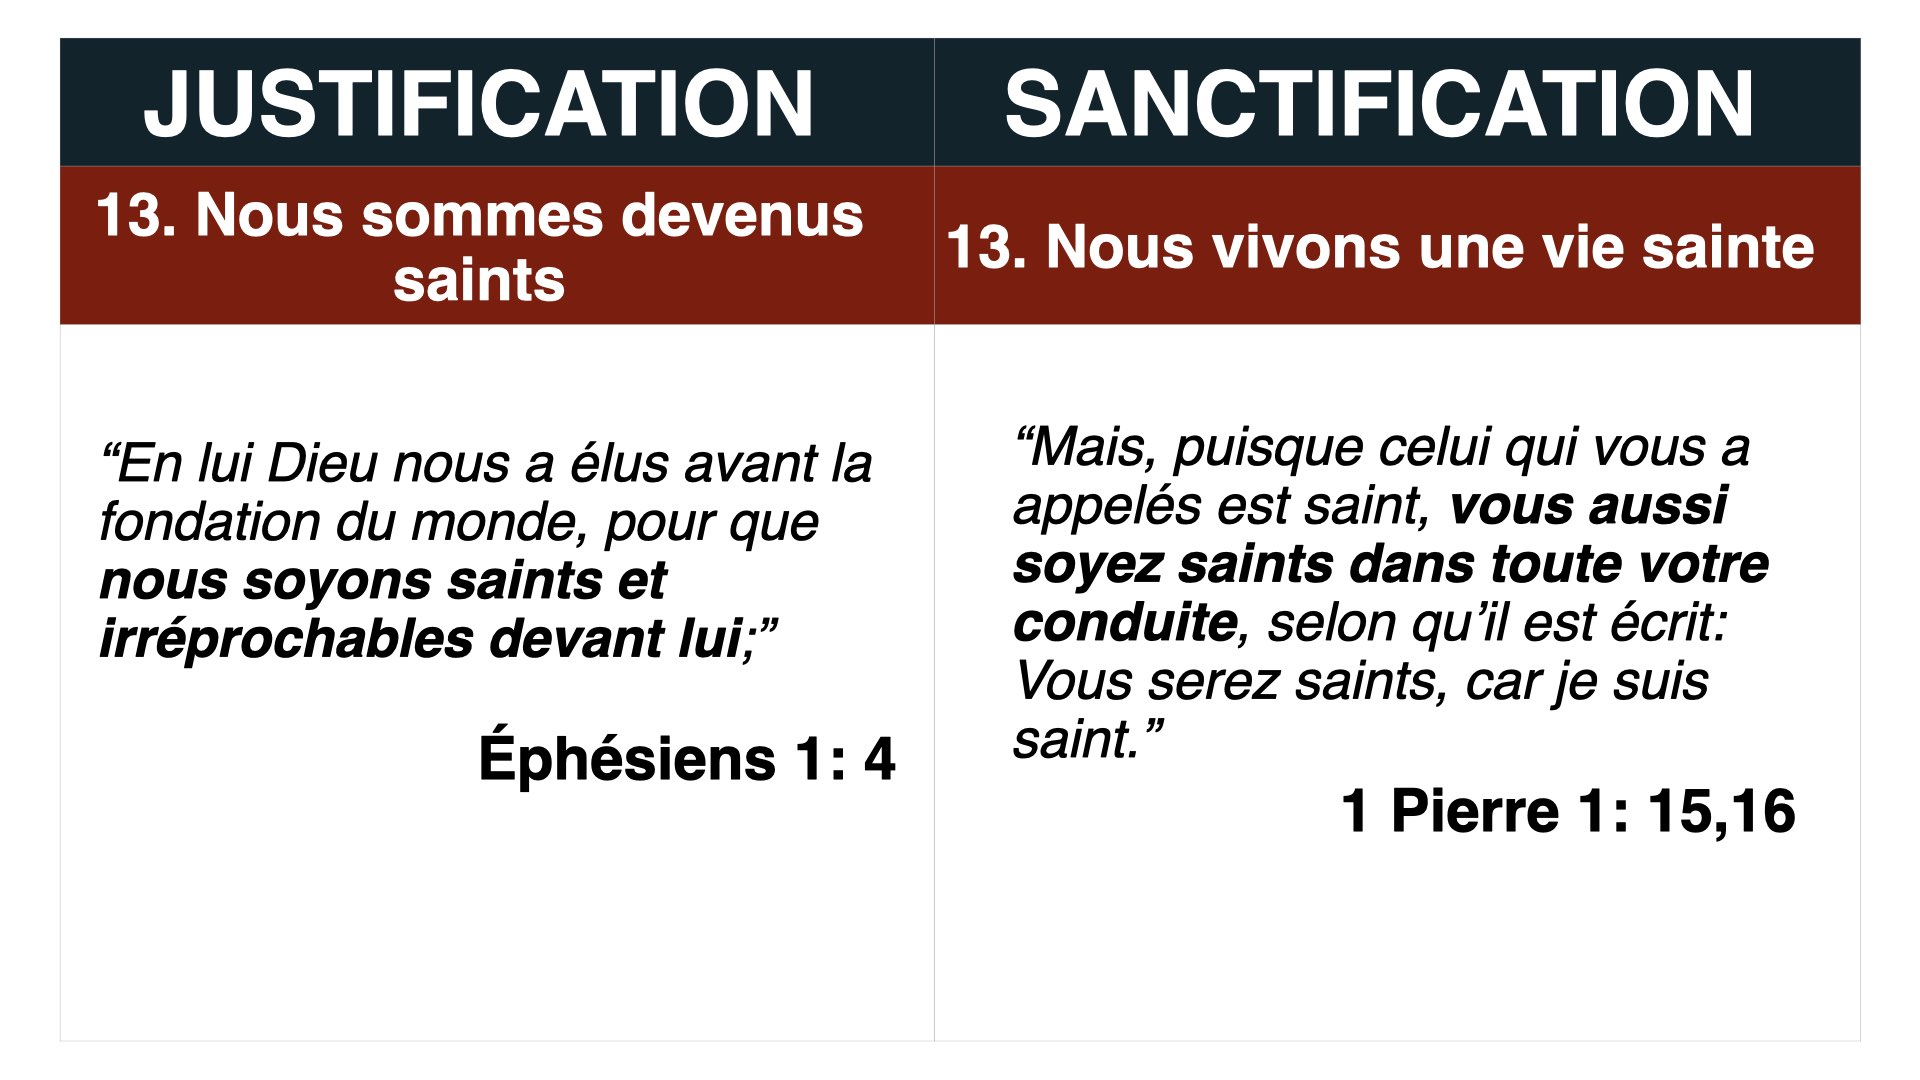 JUSTIFICATION
SANCTIFICATION
13. Nous sommes devenus
saints
13. Nous vivons une vie sainte
“En lui Dieu nous a élus avant la
fondation du monde, pour que
nous soyons saints et
irréprochables devant lui;”
Éphésiens 1: 4
“Mais, puisque celui qui vous a
appelés est saint, vous aussi
soyez saints dans toute votre
conduite, selon qu’il est écrit:
Vous serez saints, car je suis
saint.”
1 Pierre 1: 15,16